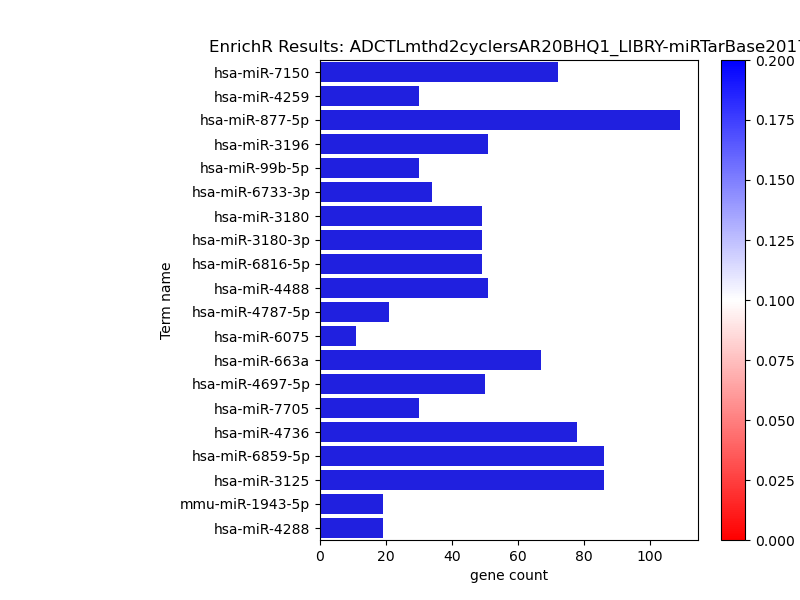 EnrichR Results: ADCTLmthd2cyclersAR20BHQ1_LIBRY-miRTarBase2017
hsa-miR-7150
hsa-miR-4259
hsa-miR-877-5p
hsa-miR-3196
hsa-miR-99b-5p
hsa-miR-6733-3p
hsa-miR-3180
hsa-miR-3180-3p
hsa-miR-6816-5p
hsa-miR-4488
hsa-miR-4787-5p
hsa-miR-6075
hsa-miR-663a
hsa-miR-4697-5p
hsa-miR-7705
hsa-miR-4736
hsa-miR-6859-5p
hsa-miR-3125
mmu-miR-1943-5p
hsa-miR-4288
Term name
0 20 40 60 80 100
gene count
0.200
0.175
0.150
0.125
0.100
0.075
0.050
0.025
0.000